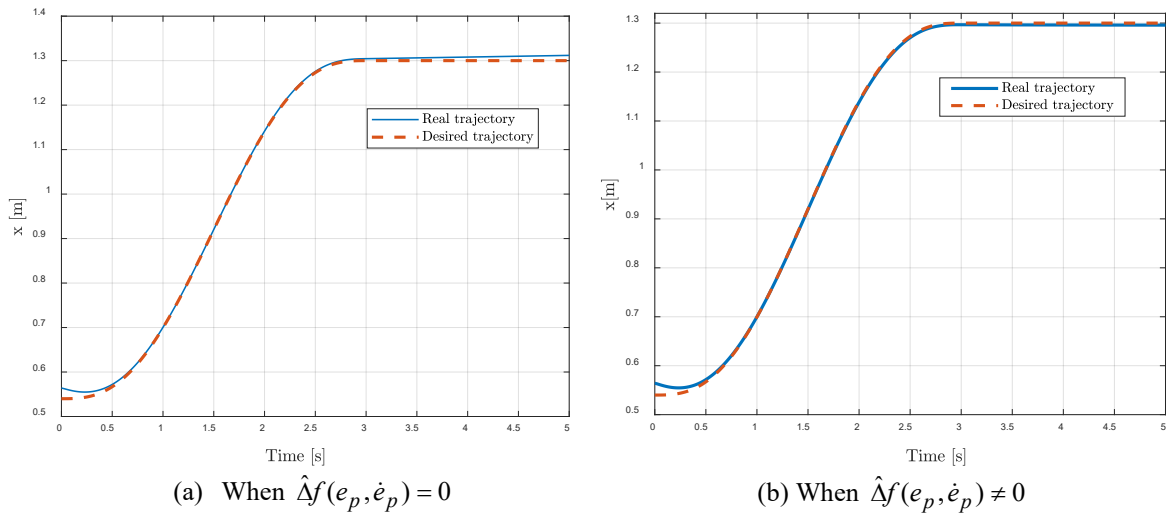 1.4
1.3
1.2
1.1
1
0.9
0.8
0.7
0.6
0.5
x [m]
0 0.5 1 1.5 2 2.5 3 3.5 4 4.5 5
Time [s]
Real trajectory
Desired trajectory
(a) When Δ̂f(e_p, ė_p) = 0
1.3
1.2
1.1
1
0.9
0.8
0.7
0.6
0.5
x[m]
0 0.5 1 1.5 2 2.5 3 3.5 4 4.5 5
Time [s]
Real trajectory
Desired trajectory
(b) When Δ̂f(e_p, ė_p) ≠ 0